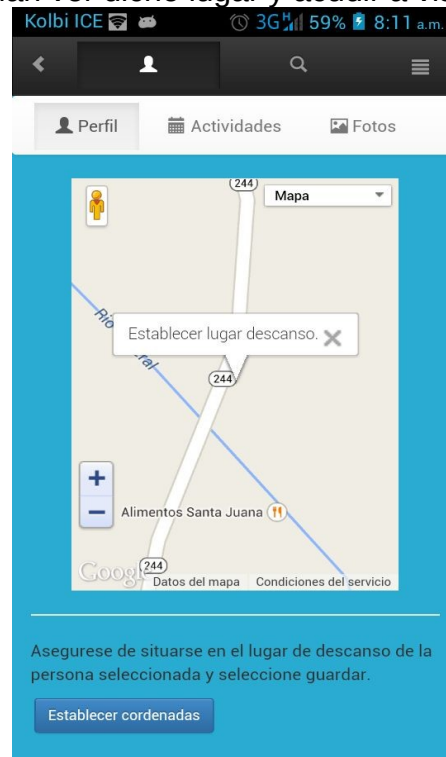 Kolbi ICE 3G H 59% 8:11 a.m.
Perfil Actividades Fotos
244 Mapa
Establecer lugar descanso.
244
Alimentos Santa Juana
244
Google
Datos del mapa Condiciones del servicio
Asegurese de situarse en el lugar de descanso de la
persona seleccionada y seleccione guardar.
Establecer cordenadas